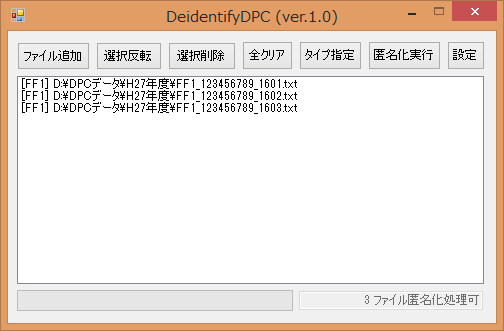 DeidentifyDPC (ver.1.0)
ファイル追加 選択反転 選択削除 全クリア タイプ指定 匿名化実行 設定
[FF1] D:¥DPCデータ¥H27年度¥FF1_123456789_1601.txt
[FF1] D:¥DPCデータ¥H27年度¥FF1_123456789_1602.txt
[FF1] D:¥DPCデータ¥H27年度¥FF1_123456789_1603.txt
3 ファイル匿名化処理可